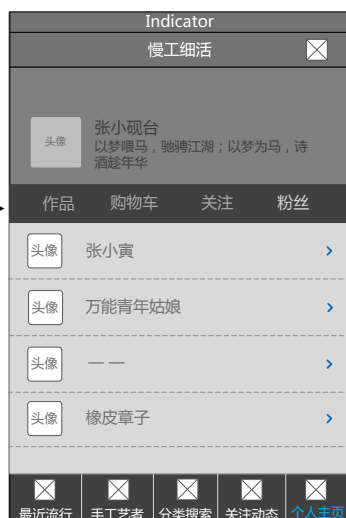 Indicator
慢工细活
头像
张小砚台
以梦喂马，驰骋江湖；以梦为马，诗
酒趁年华
作品 购物车 关注 粉丝
头像 张小寅
头像 万能青年姑娘
头像 一 一
头像 橡皮章子
最近流行 手工艺者 分类搜索 关注动态 个人主页